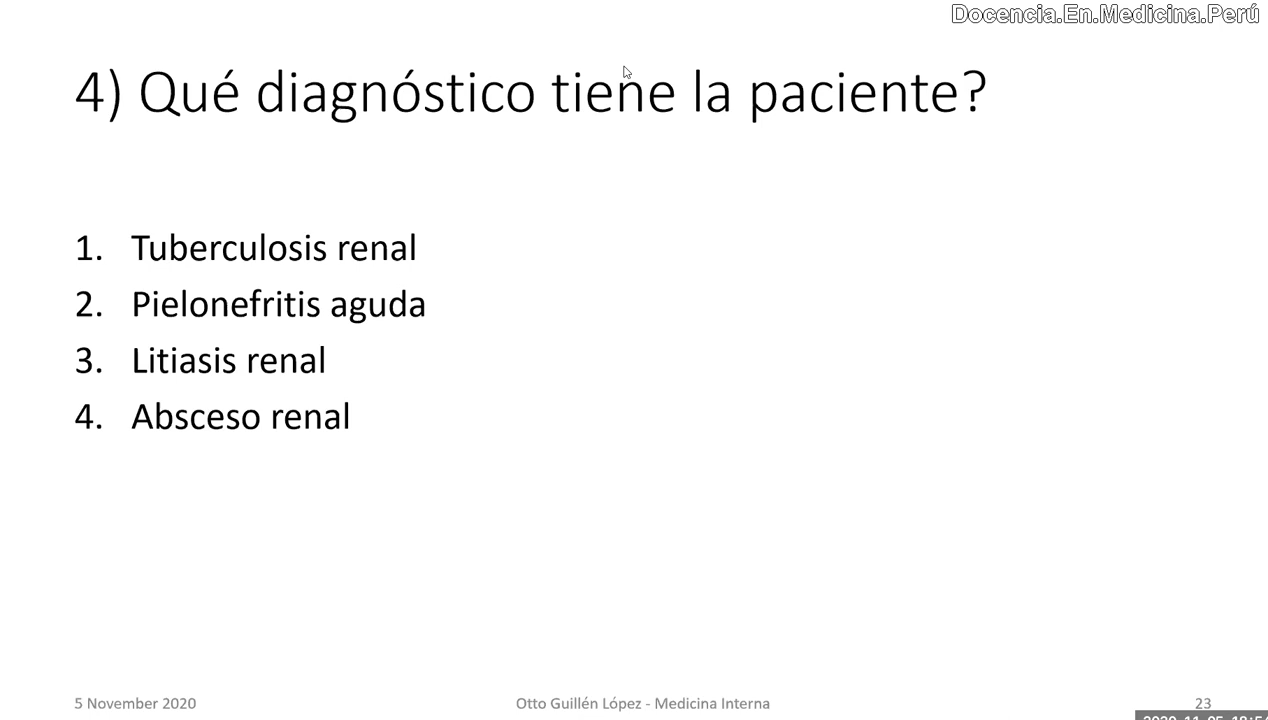 Docencia.En.Medicina.Perú
4) Qué diagnóstico tiene la paciente?
1. Tuberculosis renal
2. Pielonefritis aguda
3. Litiasis renal
4. Absceso renal
5 November 2020
Otto Guillén López - Medicina Interna
23